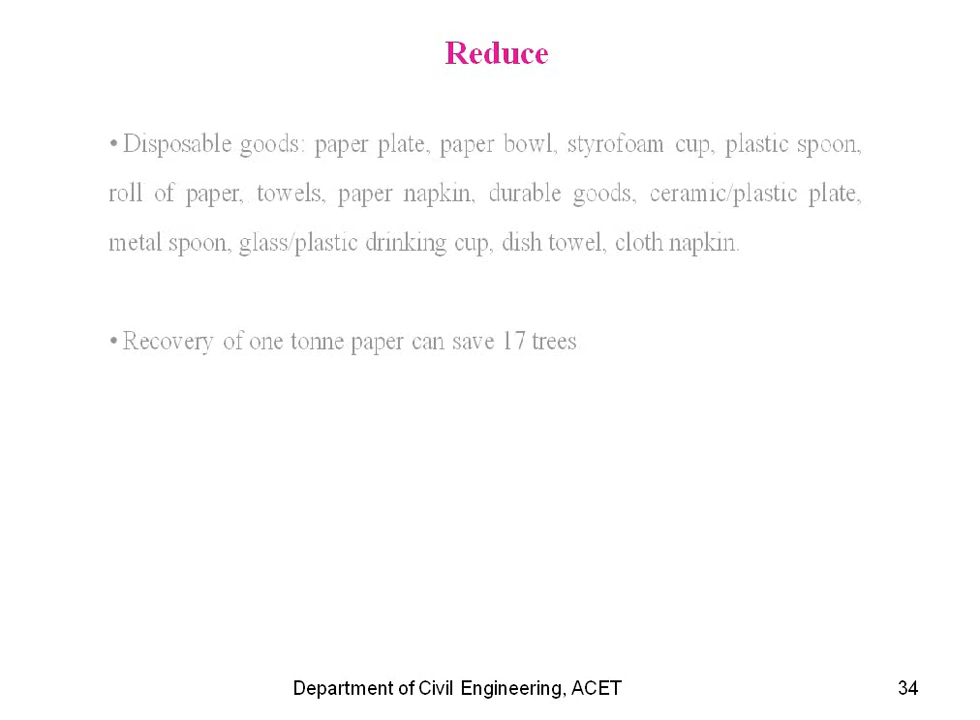 Reduce
• Disposable goods: paper plate, paper bowl, styrofoam cup, plastic spoon,
roll of paper, towels, paper napkin, durable goods, ceramic/plastic plate,
metal spoon, glass/plastic drinking cup, dish towel, cloth napkin.
• Recovery of one tonne paper can save 17 trees
Department of Civil Engineering, ACET
34